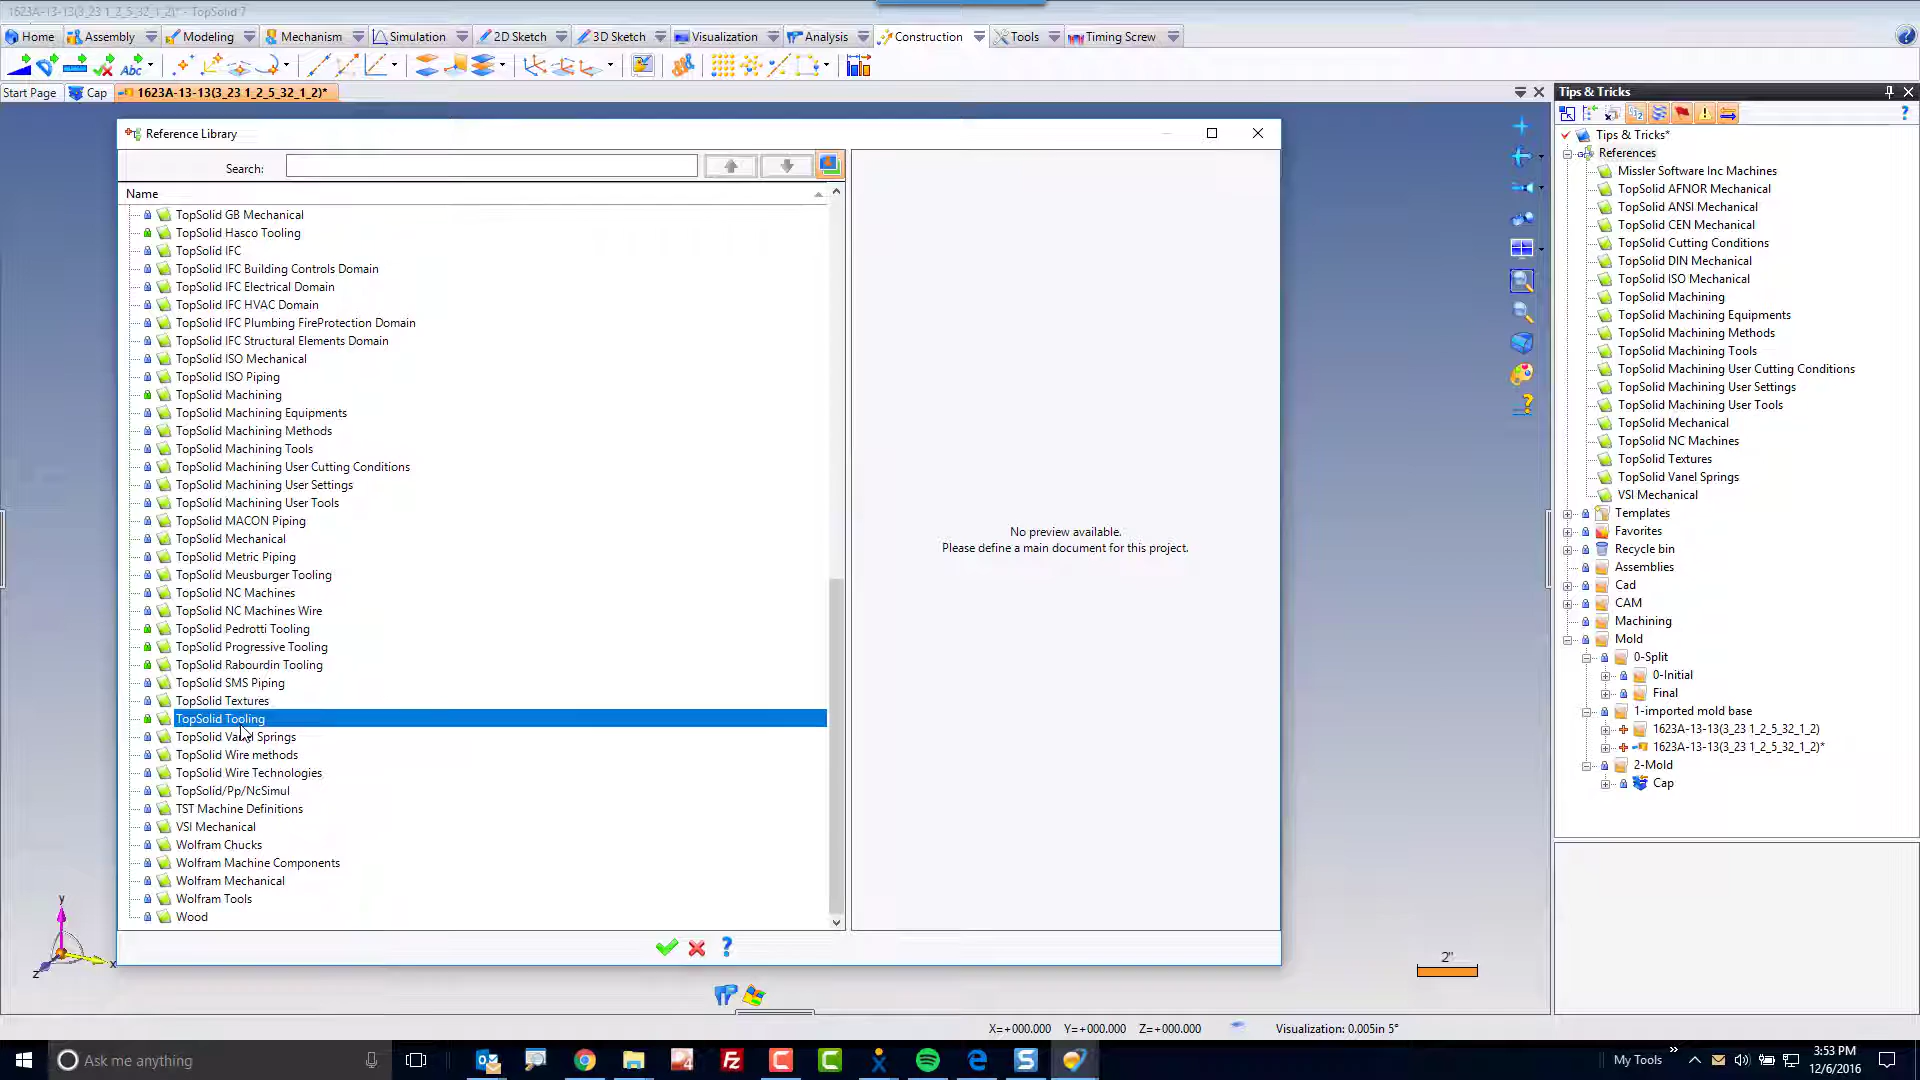 1623A-13-13(3_23 1_2_5_32_1_2)* - TopSolid 7
Home Assembly Modeling Mechanism Simulation 2D Sketch 3D Sketch Visualization Analysis Construction Tools Timing Screw
Abc
Start Page Cap 1623A-13-13(3_23 1_2_5_32_1_2)*
Reference Library
Search:
Name
TopSolid GB Mechanical
TopSolid Hasco Tooling
TopSolid IFC
TopSolid IFC Building Controls Domain
TopSolid IFC Electrical Domain
TopSolid IFC HVAC Domain
TopSolid IFC Plumbing FireProtection Domain
TopSolid IFC Structural Elements Domain
TopSolid ISO Mechanical
TopSolid ISO Piping
TopSolid Machining
TopSolid Machining Equipments
TopSolid Machining Methods
TopSolid Machining Tools
TopSolid Machining User Cutting Conditions
TopSolid Machining User Settings
TopSolid Machining User Tools
TopSolid MACON Piping
TopSolid Mechanical
TopSolid Metric Piping
TopSolid Meusburger Tooling
TopSolid NC Machines
TopSolid NC Machines Wire
TopSolid Pedrotti Tooling
TopSolid Progressive Tooling
TopSolid Rabourdin Tooling
TopSolid SMS Piping
TopSolid Textures
TopSolid Tooling
TopSolid Vanel Springs
TopSolid Wire methods
TopSolid Wire Technologies
TopSolid/Pp/NcSimul
TST Machine Definitions
VSI Mechanical
Wolfram Chucks
Wolfram Machine Components
Wolfram Mechanical
Wolfram Tools
Wood
No preview available.
Please define a main document for this project.
Tips & Tricks
Tips & Tricks*
References
Missler Software Inc Machines
TopSolid AFNOR Mechanical
TopSolid ANSI Mechanical
TopSolid CEN Mechanical
TopSolid Cutting Conditions
TopSolid DIN Mechanical
TopSolid ISO Mechanical
TopSolid Machining
TopSolid Machining Equipments
TopSolid Machining Methods
TopSolid Machining Tools
TopSolid Machining User Cutting Conditions
TopSolid Machining User Settings
TopSolid Machining User Tools
TopSolid Mechanical
TopSolid NC Machines
TopSolid Textures
TopSolid Vanel Springs
VSI Mechanical
Templates
Favorites
Recycle bin
Assemblies
Cad
CAM
Machining
Mold
0-Split
0-Initial
Final
1-imported mold base
1623A-13-13(3_23 1_2_5_32_1_2)
1623A-13-13(3_23 1_2_5_32_1_2)*
2-Mold
Cap
y
x
z
2"
X=+000.000 Y=+000.000 Z=+000.000 Visualization: 0.005in 5°
Ask me anything
My Tools
3:53 PM
12/6/2016